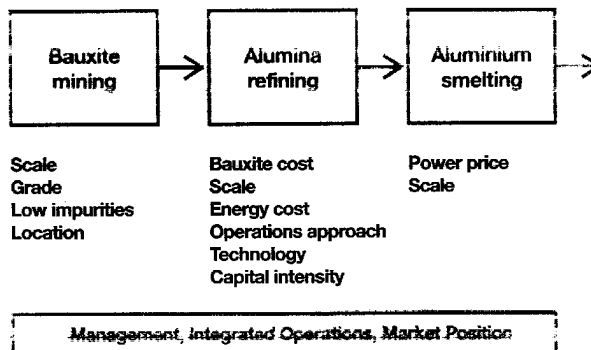 Bauxite
mining
Alumina
refining
Aluminium
smelting
Scale
Grade
Low impurities
Location
Bauxite cost
Scale
Energy cost
Operations approach
Technology
Capital intensity
Power price
Scale
Management, Integrated Operations, Market Position